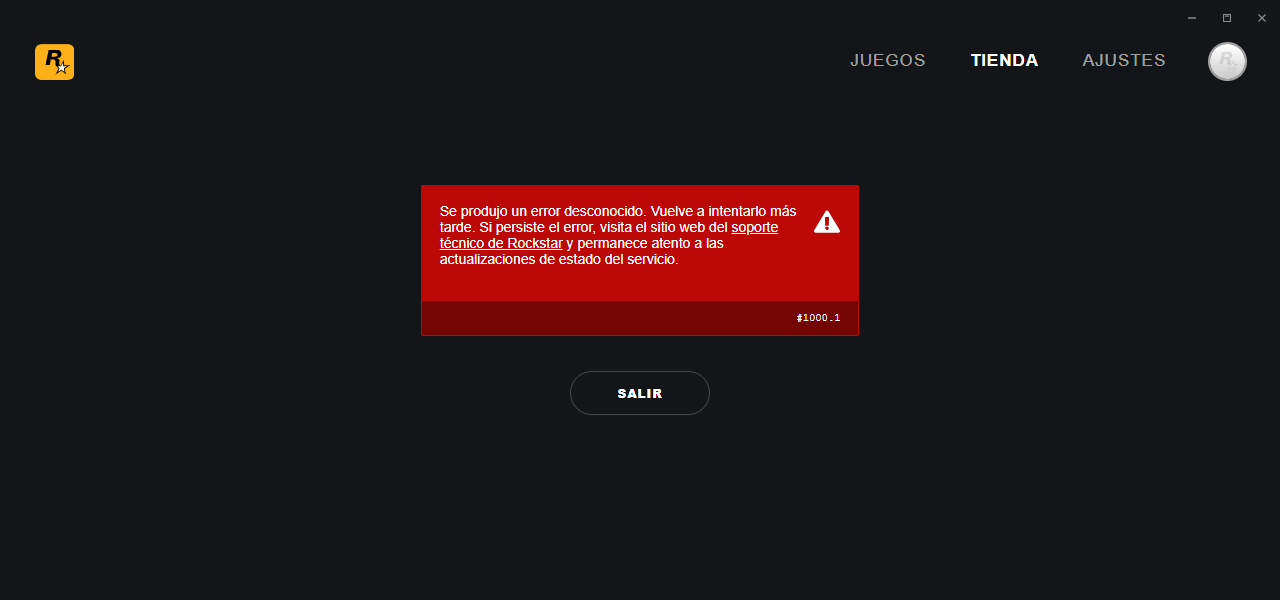 R
JUEGOS
TIENDA
AJUSTES
Se produjo un error desconocido. Vuelve a intentarlo más
tarde. Si persiste el error, visita el sitio web del soporte
técnico de Rockstar y permanece atento a las
actualizaciones de estado del servicio.
#1000.1
SALIR